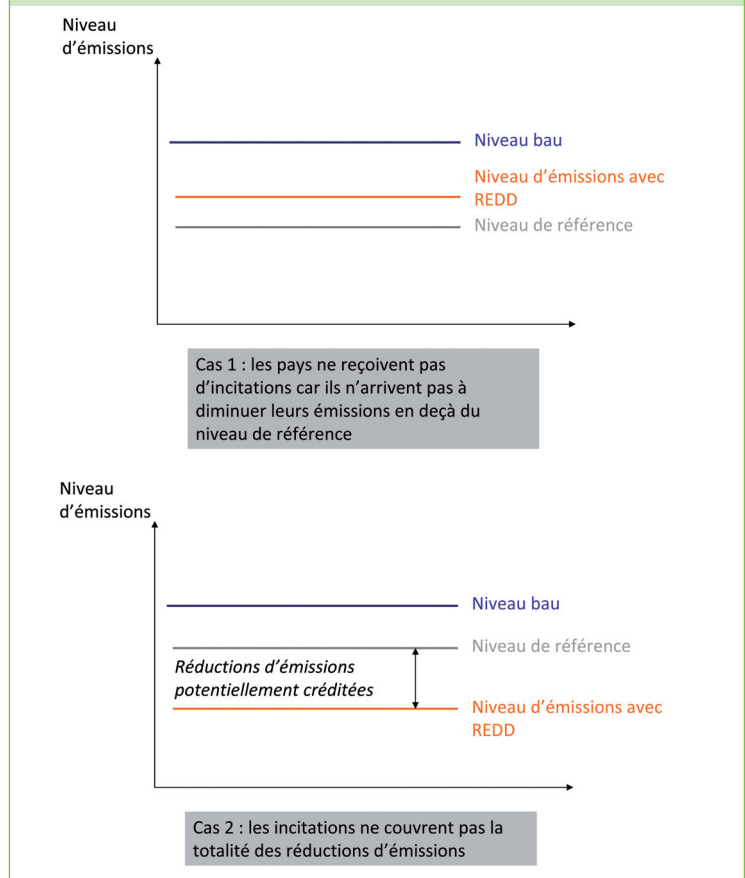 Niveau
d’émissions
Niveau bau
Niveau d’émissions avec
REDD
Niveau de référence
Cas 1 : les pays ne reçoivent pas
d’incitations car ils n’arrivent pas à
diminuer leurs émissions en deçà du
niveau de référence
Niveau
d’émissions
Niveau bau
Niveau de référence
Réductions d’émissions
potentiellement créditées
Niveau d’émissions avec
REDD
Cas 2 : les incitations ne couvrent pas la
totalité des réductions d’émissions